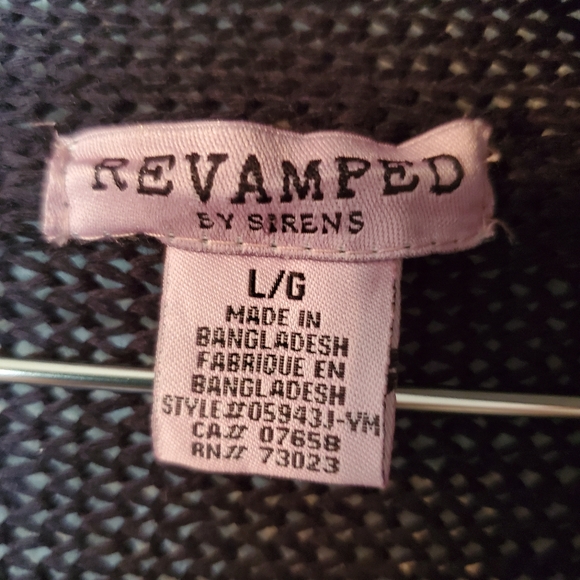 REVAMPED
BY SIRENS
L/G
MADE IN
BANGLADESH
FABRIQUE EN
BANGLADESH
STYLE# 05943J-YM
CA# 07658
RN# 73023